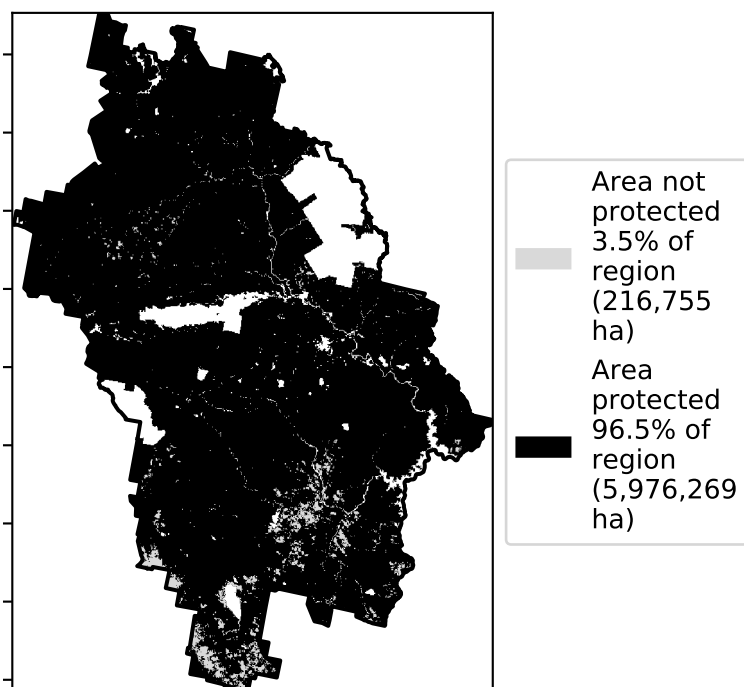 Area not
protected
3.5% of
region
(216,755
ha)
Area
protected
96.5% of
region
(5,976,269
ha)